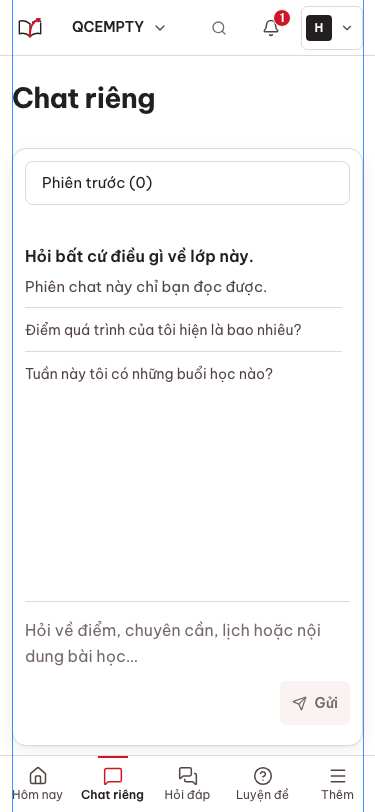 QCEMPTY
1
H
Chat riêng
Phiên trước (0)
Hỏi bất cứ điều gì về lớp này.
Phiên chat này chỉ bạn đọc được.
Điểm quá trình của tôi hiện là bao nhiêu?
Tuần này tôi có những buổi học nào?
Hỏi về điểm, chuyên cần, lịch hoặc nội
dung bài học...
Gửi
Hôm nay
Chat riêng
Hỏi đáp
Luyện đề
Thêm